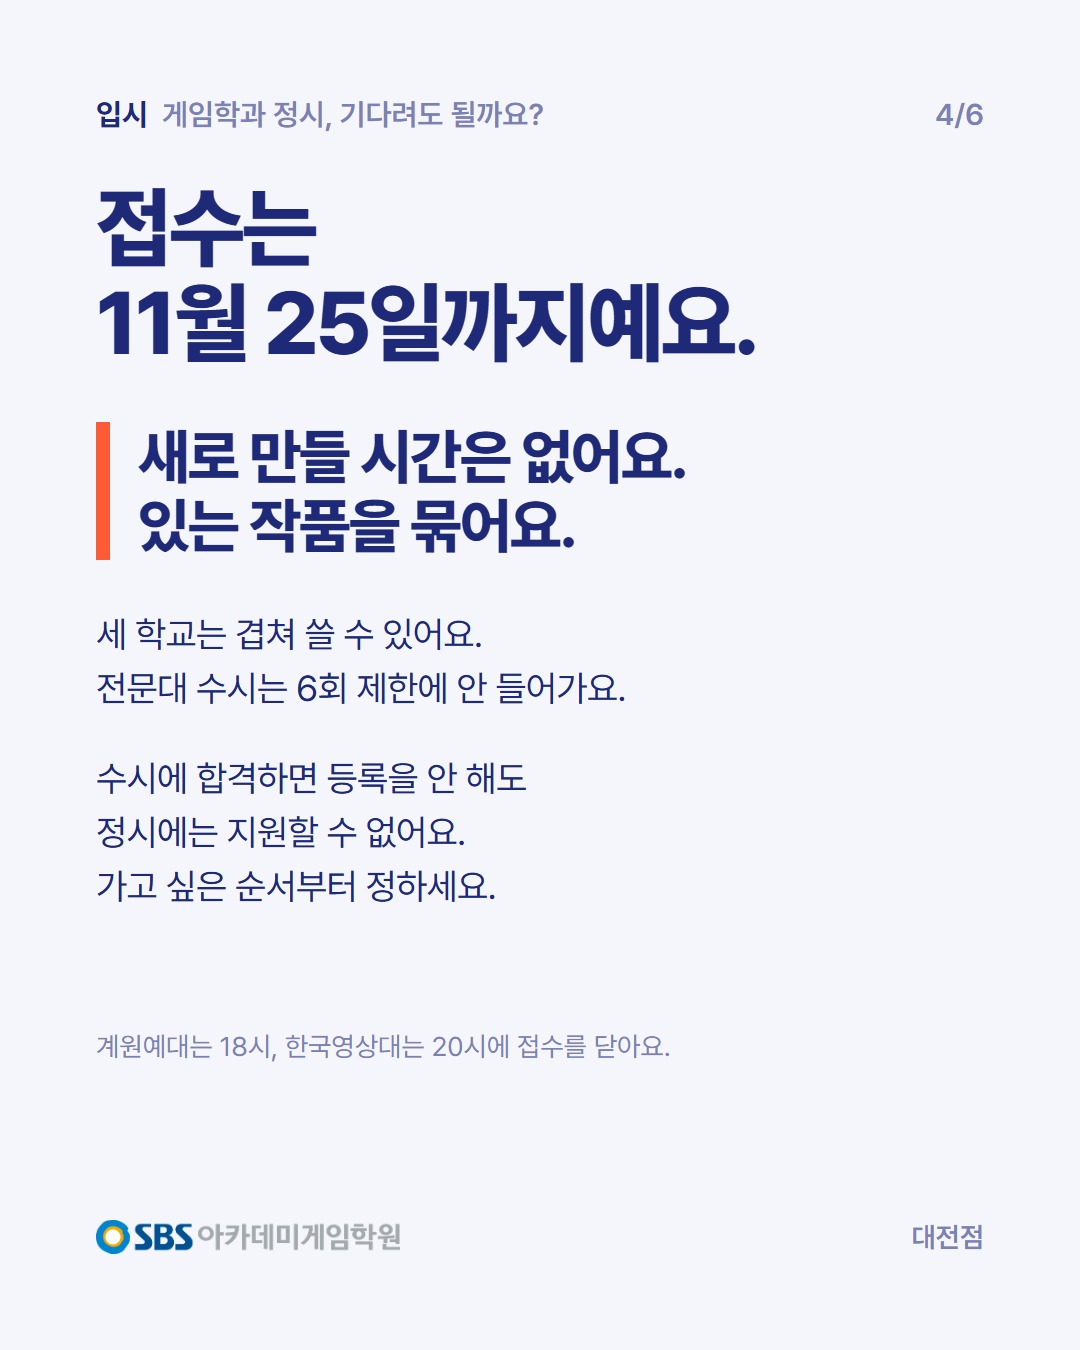 입시 게임학과 정시, 기다려도 될까요? 4/6
접수는
11월 25일까지예요.
새로 만들 시간은 없어요.
있는 작품을 묶어요.
세 학교는 겹쳐 쓸 수 있어요.
전문대 수시는 6회 제한에 안 들어가요.
수시에 합격하면 등록을 안 해도
정시에는 지원할 수 없어요.
가고 싶은 순서부터 정하세요.
계원예대는 18시, 한국영상대는 20시에 접수를 닫아요.
SBS 아카데미게임학원 대전점